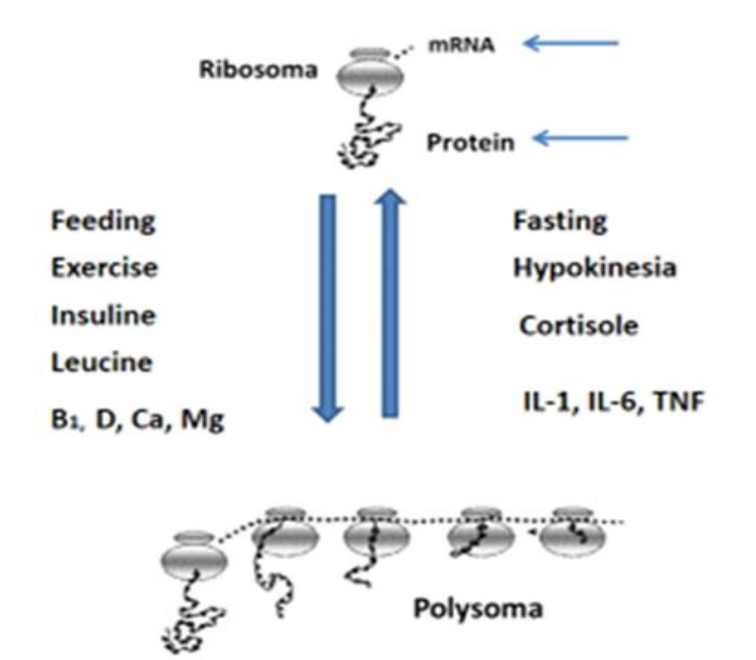 mRNA
Ribosoma
Protein
Feeding
Exercise
Insuline
Leucine
B₁, D, Ca, Mg
Fasting
Hypokinesia
Cortisole
IL-1, IL-6, TNF
Polysoma